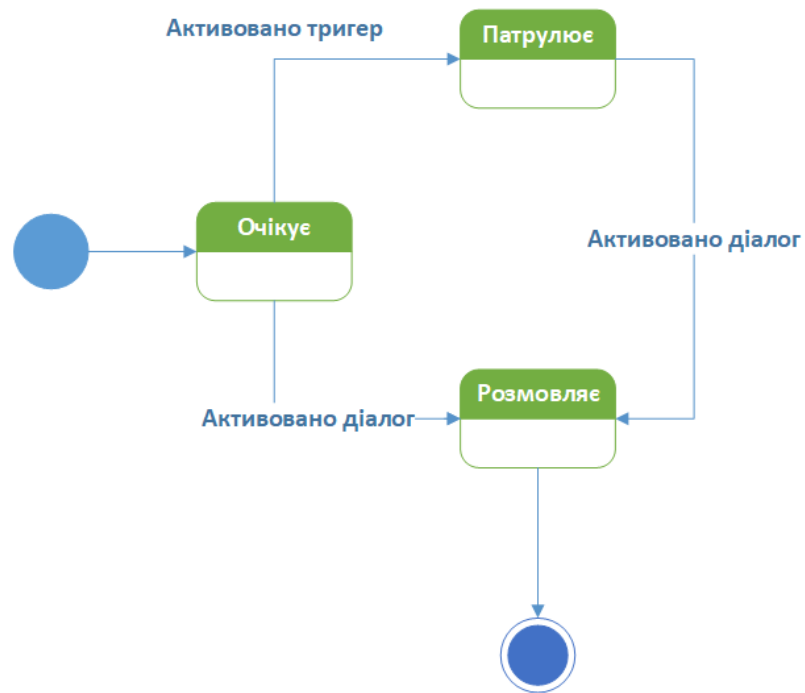 Активовано тригер
Патрулює
Очікує
Активовано діалог
Розмовляє
Активовано діалог